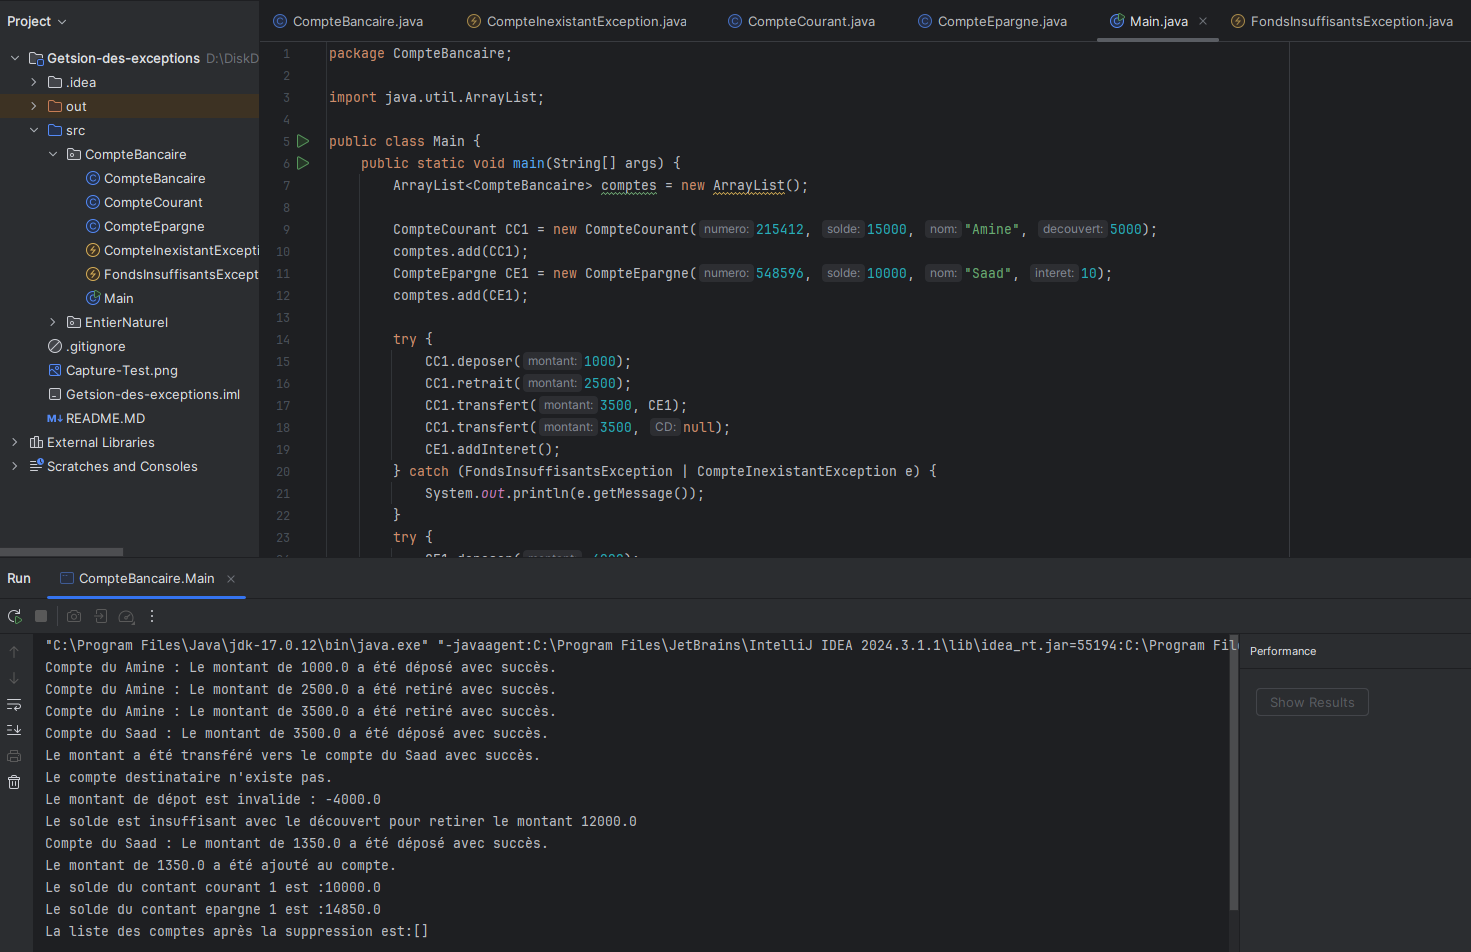 Project
CompteBancaire.java
CompteInexistantException.java
CompteCourant.java
CompteEpargne.java
Main.java
FondsInsuffisantsException.java
Getsion-des-exceptions D:\DiskD
.idea
out
src
CompteBancaire
CompteBancaire
CompteCourant
CompteEpargne
CompteInexistantExcepti
FondsInsuffisantsExcept
Main
EntierNaturel
.gitignore
Capture-Test.png
Getsion-des-exceptions.iml
M↓ README.MD
External Libraries
Scratches and Consoles
1 package CompteBancaire;
2
3 import java.util.ArrayList;
4
5 public class Main {
6 public static void main(String[] args) {
7 ArrayList<CompteBancaire> comptes = new ArrayList();
8
9 CompteCourant CC1 = new CompteCourant( numero: 215412, solde: 15000, nom: "Amine", decouvert: 5000);
10 comptes.add(CC1);
11 CompteEpargne CE1 = new CompteEpargne( numero: 548596, solde: 10000, nom: "Saad", interet: 10);
12 comptes.add(CE1);
13
14 try {
15 CC1.deposer( montant: 1000);
16 CC1.retrait( montant: 2500);
17 CC1.transfert( montant: 3500, CE1);
18 CC1.transfert( montant: 3500, CD: null);
19 CE1.addInteret();
20 } catch (FondsInsuffisantsException | CompteInexistantException e) {
21 System.out.println(e.getMessage());
22 }
23 try {
Run
CompteBancaire.Main
"C:\Program Files\Java\jdk-17.0.12\bin\java.exe" "-javaagent:C:\Program Files\JetBrains\IntelliJ IDEA 2024.3.1.1\lib\idea_rt.jar=55194:C:\Program Fil
Compte du Amine : Le montant de 1000.0 a été déposé avec succès.
Compte du Amine : Le montant de 2500.0 a été retiré avec succès.
Compte du Amine : Le montant de 3500.0 a été retiré avec succès.
Compte du Saad : Le montant de 3500.0 a été déposé avec succès.
Le montant a été transféré vers le compte du Saad avec succès.
Le compte destinataire n'existe pas.
Le montant de dépot est invalide : -4000.0
Le solde est insuffisant avec le découvert pour retirer le montant 12000.0
Compte du Saad : Le montant de 1350.0 a été déposé avec succès.
Le montant de 1350.0 a été ajouté au compte.
Le solde du contant courant 1 est :10000.0
Le solde du contant epargne 1 est :14850.0
La liste des comptes après la suppression est:[]
Performance
Show Results